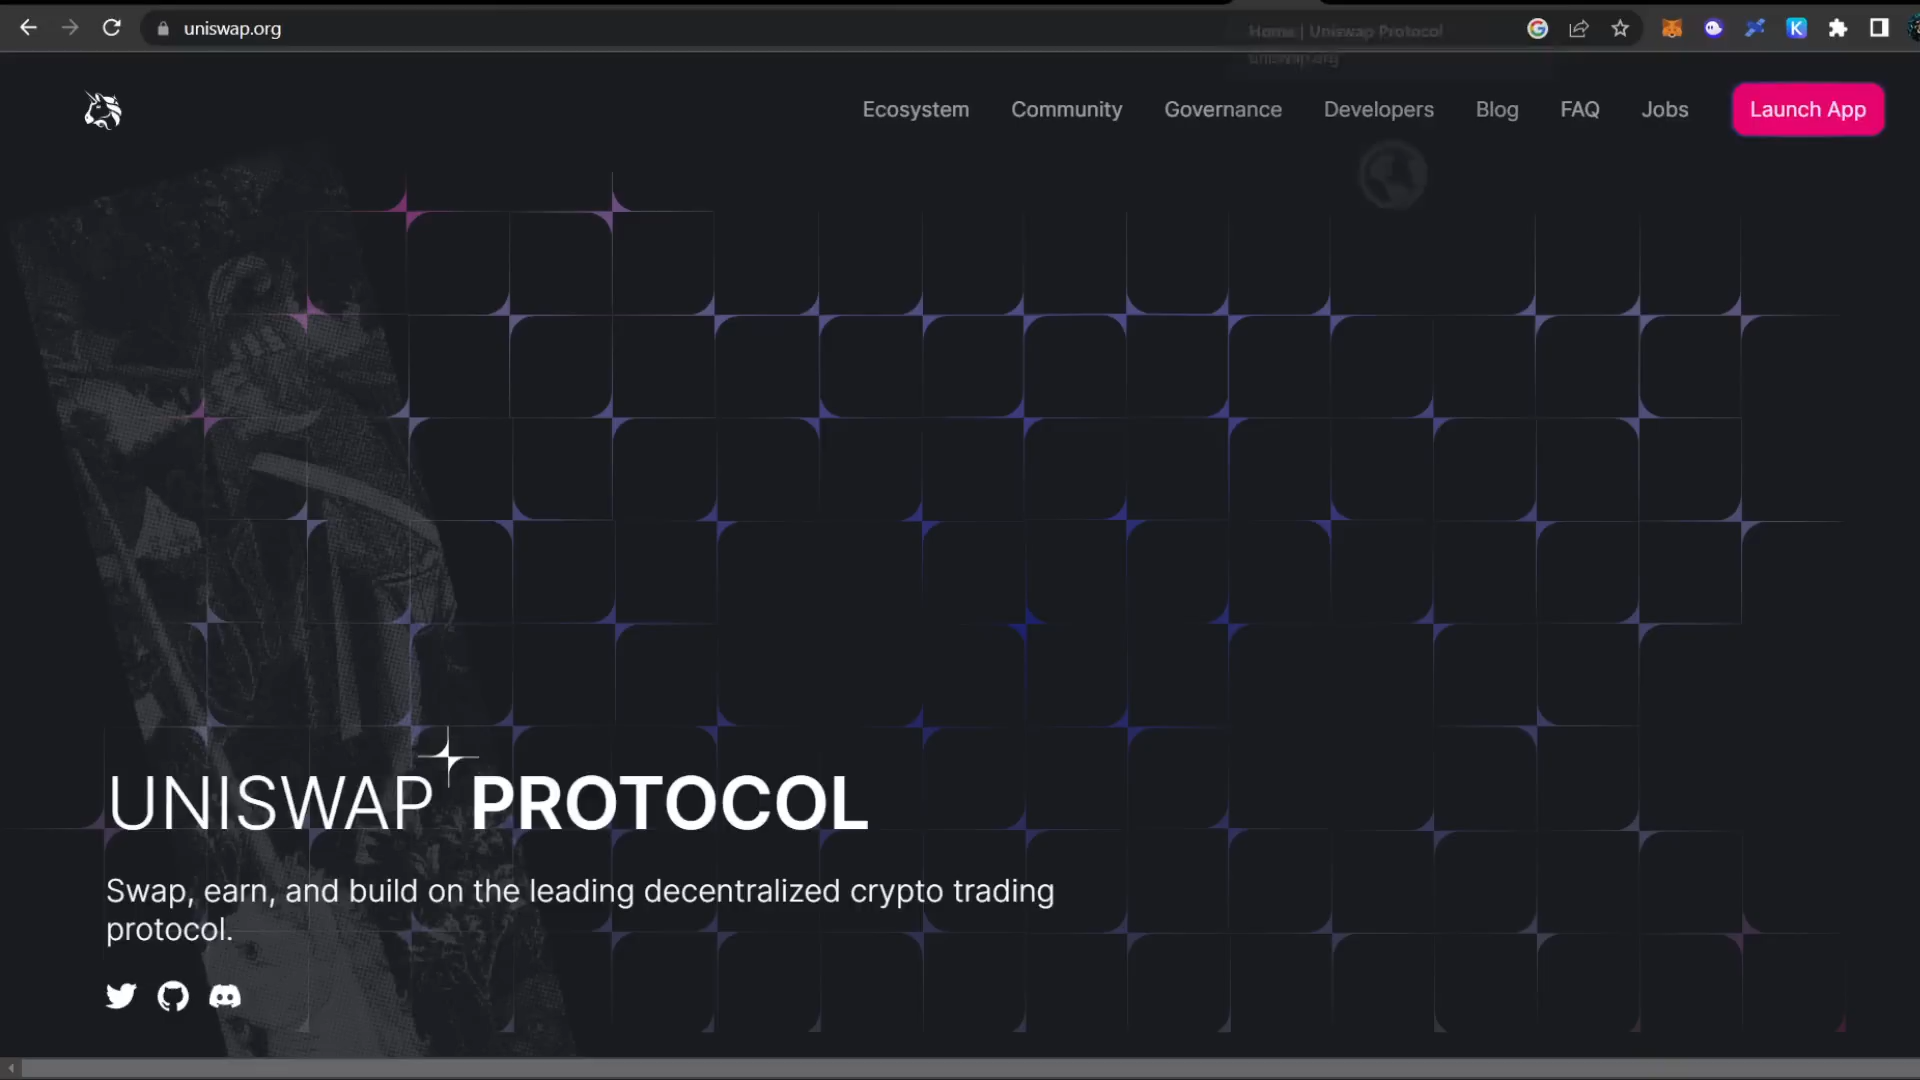 uniswap.org
Home | Uniswap Protocol
uniswap.org
Ecosystem
Community
Governance
Developers
Blog
FAQ
Jobs
Launch App
UNISWAP PROTOCOL
Swap, earn, and build on the leading decentralized crypto trading
protocol.